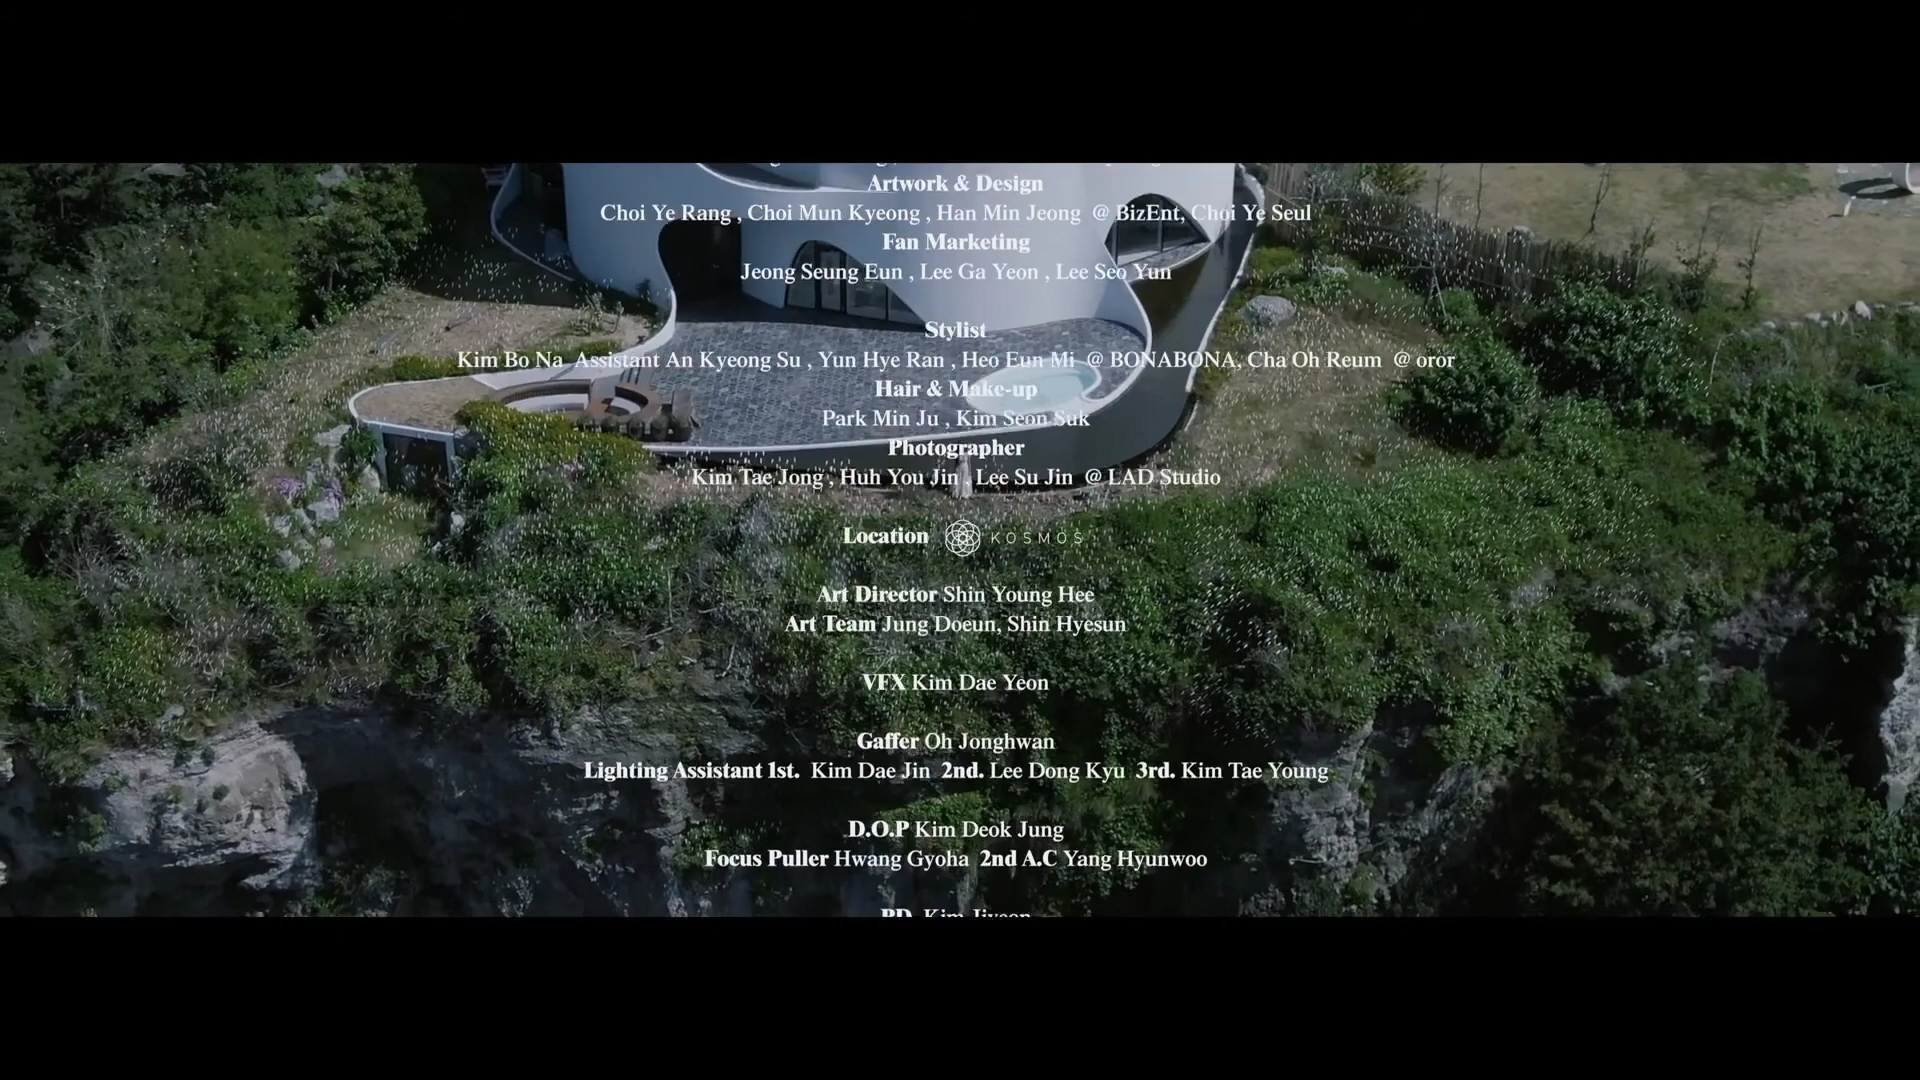 Artwork & Design
Choi Ye Rang , Choi Mun Kyeong , Han Min Jeong @ BizEnt, Choi Ye Seul
Fan Marketing
Jeong Seung Eun , Lee Ga Yeon , Lee Seo Yun
Stylist
Kim Bo Na Assistant An Kyeong Su , Yun Hye Ran , Heo Eun Mi @ BONABONA, Cha Oh Reum @ oror
Hair & Make-up
Park Min Ju , Kim Seon Suk
Photographer
Kim Tae Jong , Huh You Jin , Lee Su Jin @ LAD Studio
Location KOSMOS
Art Director Shin Young Hee
Art Team Jung Doeun, Shin Hyesun
VFX Kim Dae Yeon
Gaffer Oh Jonghwan
Lighting Assistant 1st. Kim Dae Jin 2nd. Lee Dong Kyu 3rd. Kim Tae Young
D.O.P Kim Deok Jung
Focus Puller Hwang Gyoha 2nd A.C Yang Hyunwoo
PD Kim Jiyeon